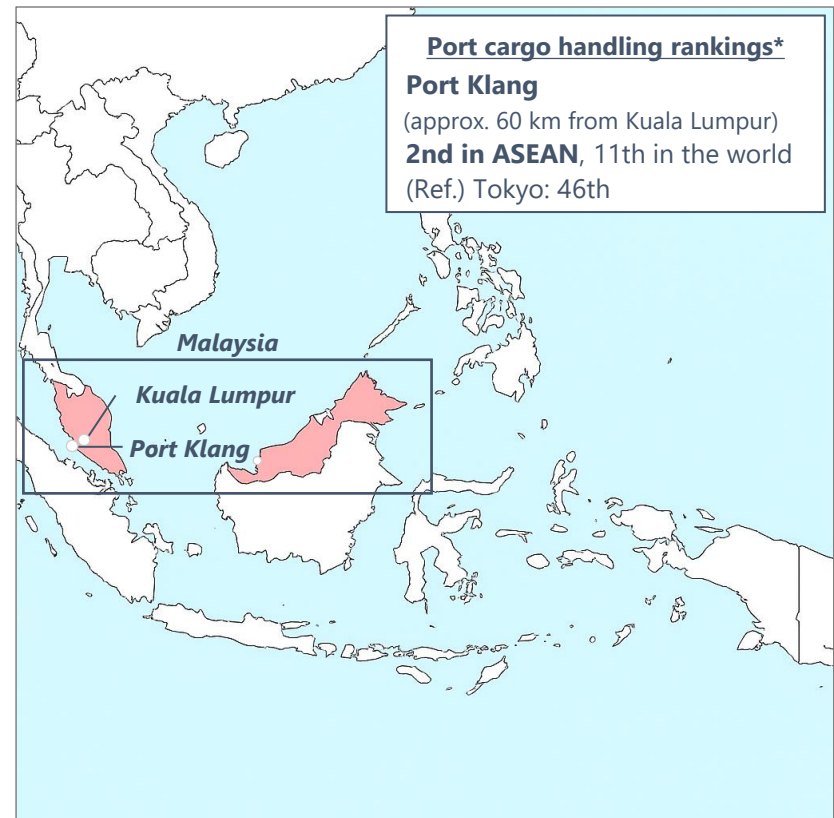 Port cargo handling rankings*
Port Klang
(approx. 60 km from Kuala Lumpur)
2nd in ASEAN, 11th in the world
(Ref.) Tokyo: 46th
Malaysia
Kuala Lumpur
Port Klang